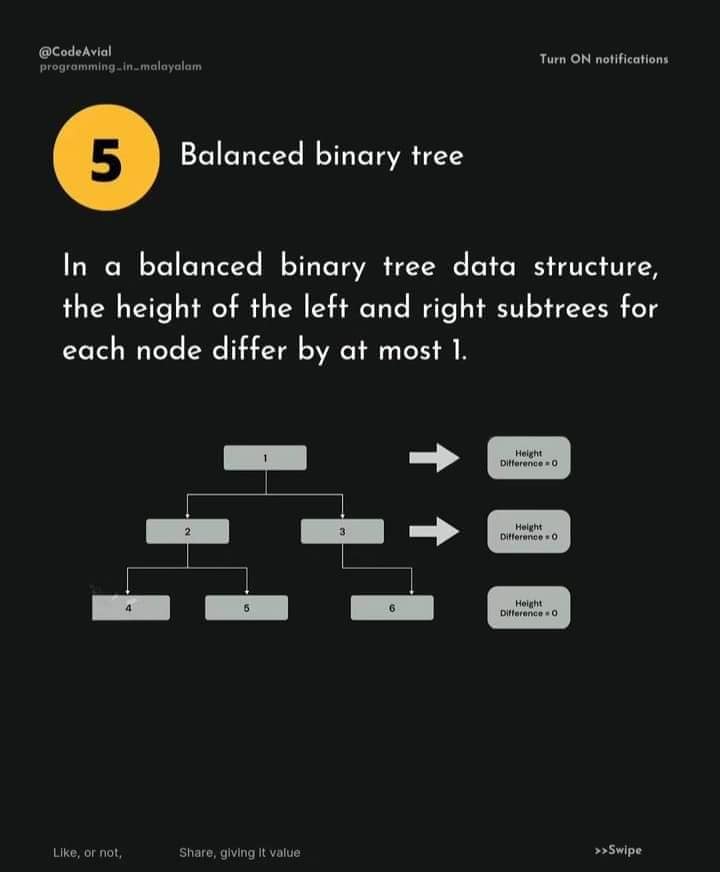 @CodeAvial
programming_in_malayalam
Turn ON notifications
5
Balanced binary tree
In a balanced binary tree data structure,
the height of the left and right subtrees for
each node differ by at most 1.
1
Height
Difference = 0
2
3
Height
Difference = 0
4
5
6
Height
Difference = 0
Like, or not,
Share, giving it value
>>Swipe